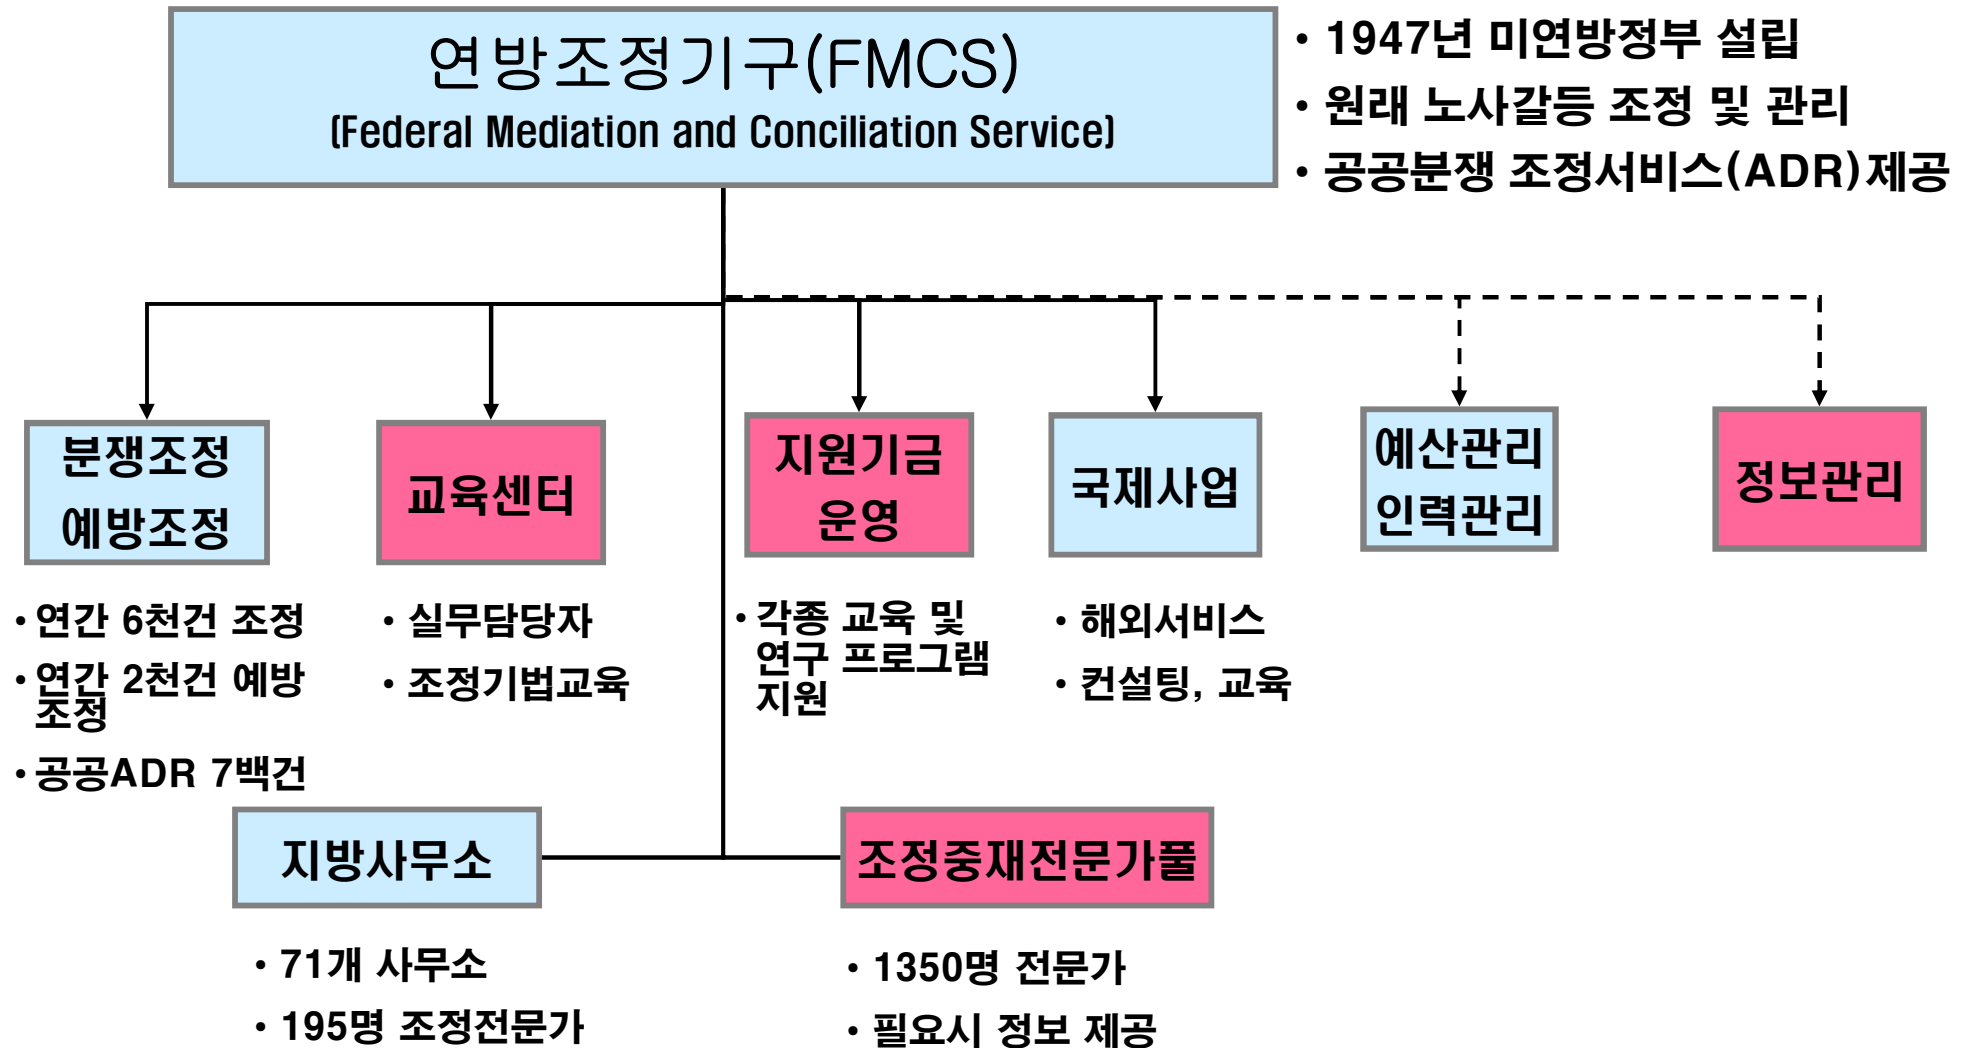 연방조정기구(FMCS)
(Federal Mediation and Conciliation Service)
• 1947년 미연방정부 설립
• 원래 노사갈등 조정 및 관리
• 공공분쟁 조정서비스(ADR)제공
분쟁조정
예방조정
교육센터
지원기금
운영
국제사업
예산관리
인력관리
정보관리
• 연간 6천건 조정
• 연간 2천건 예방
조정
• 공공ADR 7백건
• 실무담당자
• 조정기법교육
• 각종 교육 및
연구 프로그램
지원
• 해외서비스
• 컨설팅, 교육
지방사무소
조정중재전문가풀
• 71개 사무소
• 195명 조정전문가
• 1350명 전문가
• 필요시 정보 제공